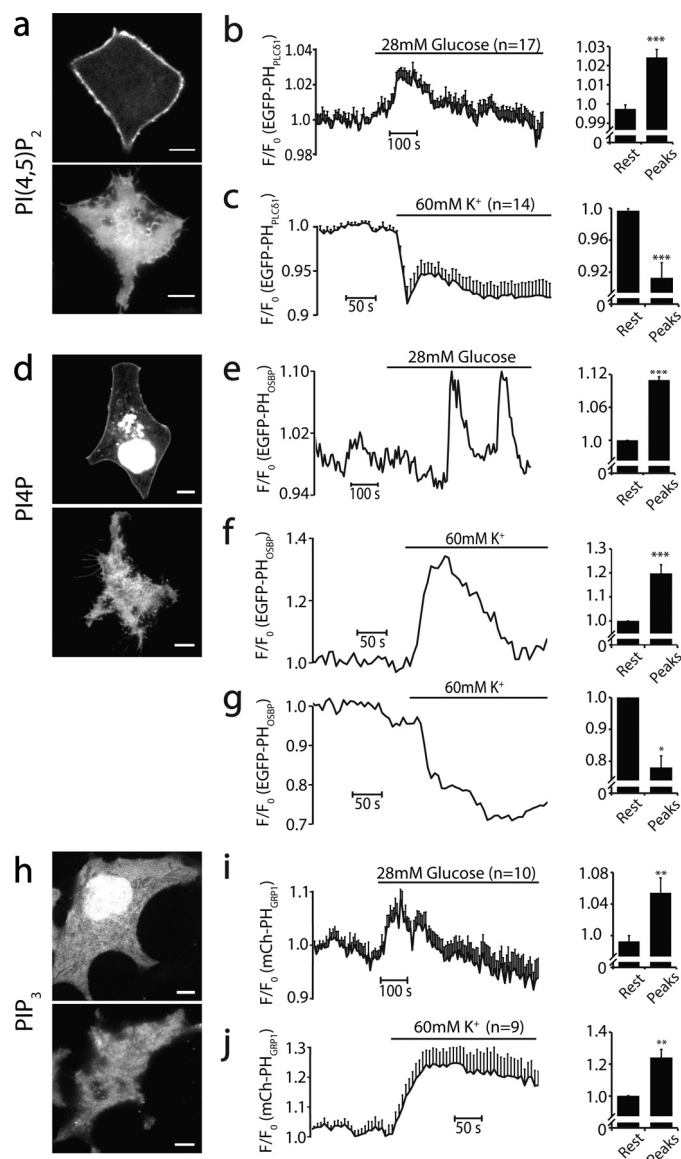 a
PI(4,5)P2
b
28mM Glucose (n=17)
F/F0 (EGFP-PHPLCδ1)
1.04
1.02
1.0
0.98
100 s
1.03
1.02
1.01
1.0
0.99
0
Rest
Peaks
***
c
60mM K+ (n=14)
F/F0 (EGFP-PHPLCδ1)
1.0
0.95
0.9
50 s
1.0
0.96
0.92
0
Rest
Peaks
***
d
PI4P
e
28mM Glucose
F/F0 (EGFP-PHOSBP)
1.10
1.02
0.94
100 s
1.12
1.06
1.0
0
Rest
Peaks
***
f
60mM K+
F/F0 (EGFP-PHOSBP)
1.4
1.2
1.0
50 s
1.3
1.2
1.1
1.0
0
Rest
Peaks
***
g
60mM K+
F/F0 (EGFP-PHOSBP)
1.0
0.9
0.8
0.7
50 s
1.0
0.9
0.8
0
Rest
Peaks
*
h
PIP3
i
28mM Glucose (n=10)
F/F0 (mCh-PHGRP1)
1.1
1.0
0.9
100 s
1.08
1.04
1.0
0
Rest
Peaks
**
j
60mM K+ (n=9)
F/F0 (mCh-PHGRP1)
1.3
1.2
1.1
1.0
50 s
1.4
1.2
1.0
0
Rest
Peaks
**